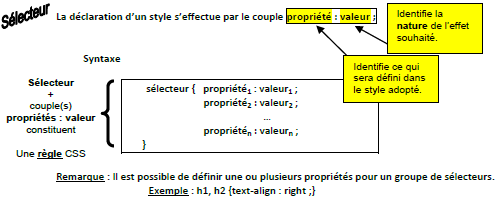 Sélecteur
La déclaration d'un style s'effectue par le couple propriété : valeur ;
Identifie la
nature de l'effet
souhaité.
Identifie ce qui
sera défini dans
le style adopté.
Syntaxe
Sélecteur
+
couple(s)
propriétés : valeur
constituent
Une règle CSS
sélecteur { propriété1 : valeur1 ;
propriété2 : valeur2 ;
...
propriétén : valeurn ;
}
Remarque : Il est possible de définir une ou plusieurs propriétés pour un groupe de sélecteurs.
Exemple : h1, h2 {text-align : right ;}